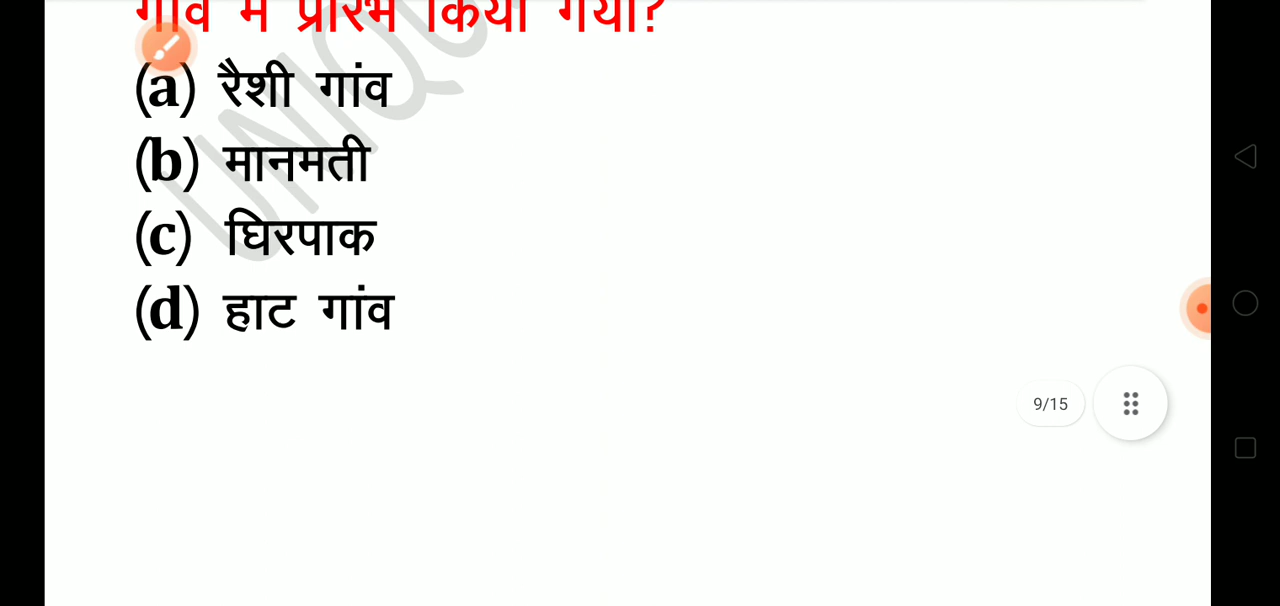 गांव में प्रारंभ किया गया?
(a) रैशी गांव
(b) मानमती
(c) घिरपाक
(d) हाट गांव
9/15